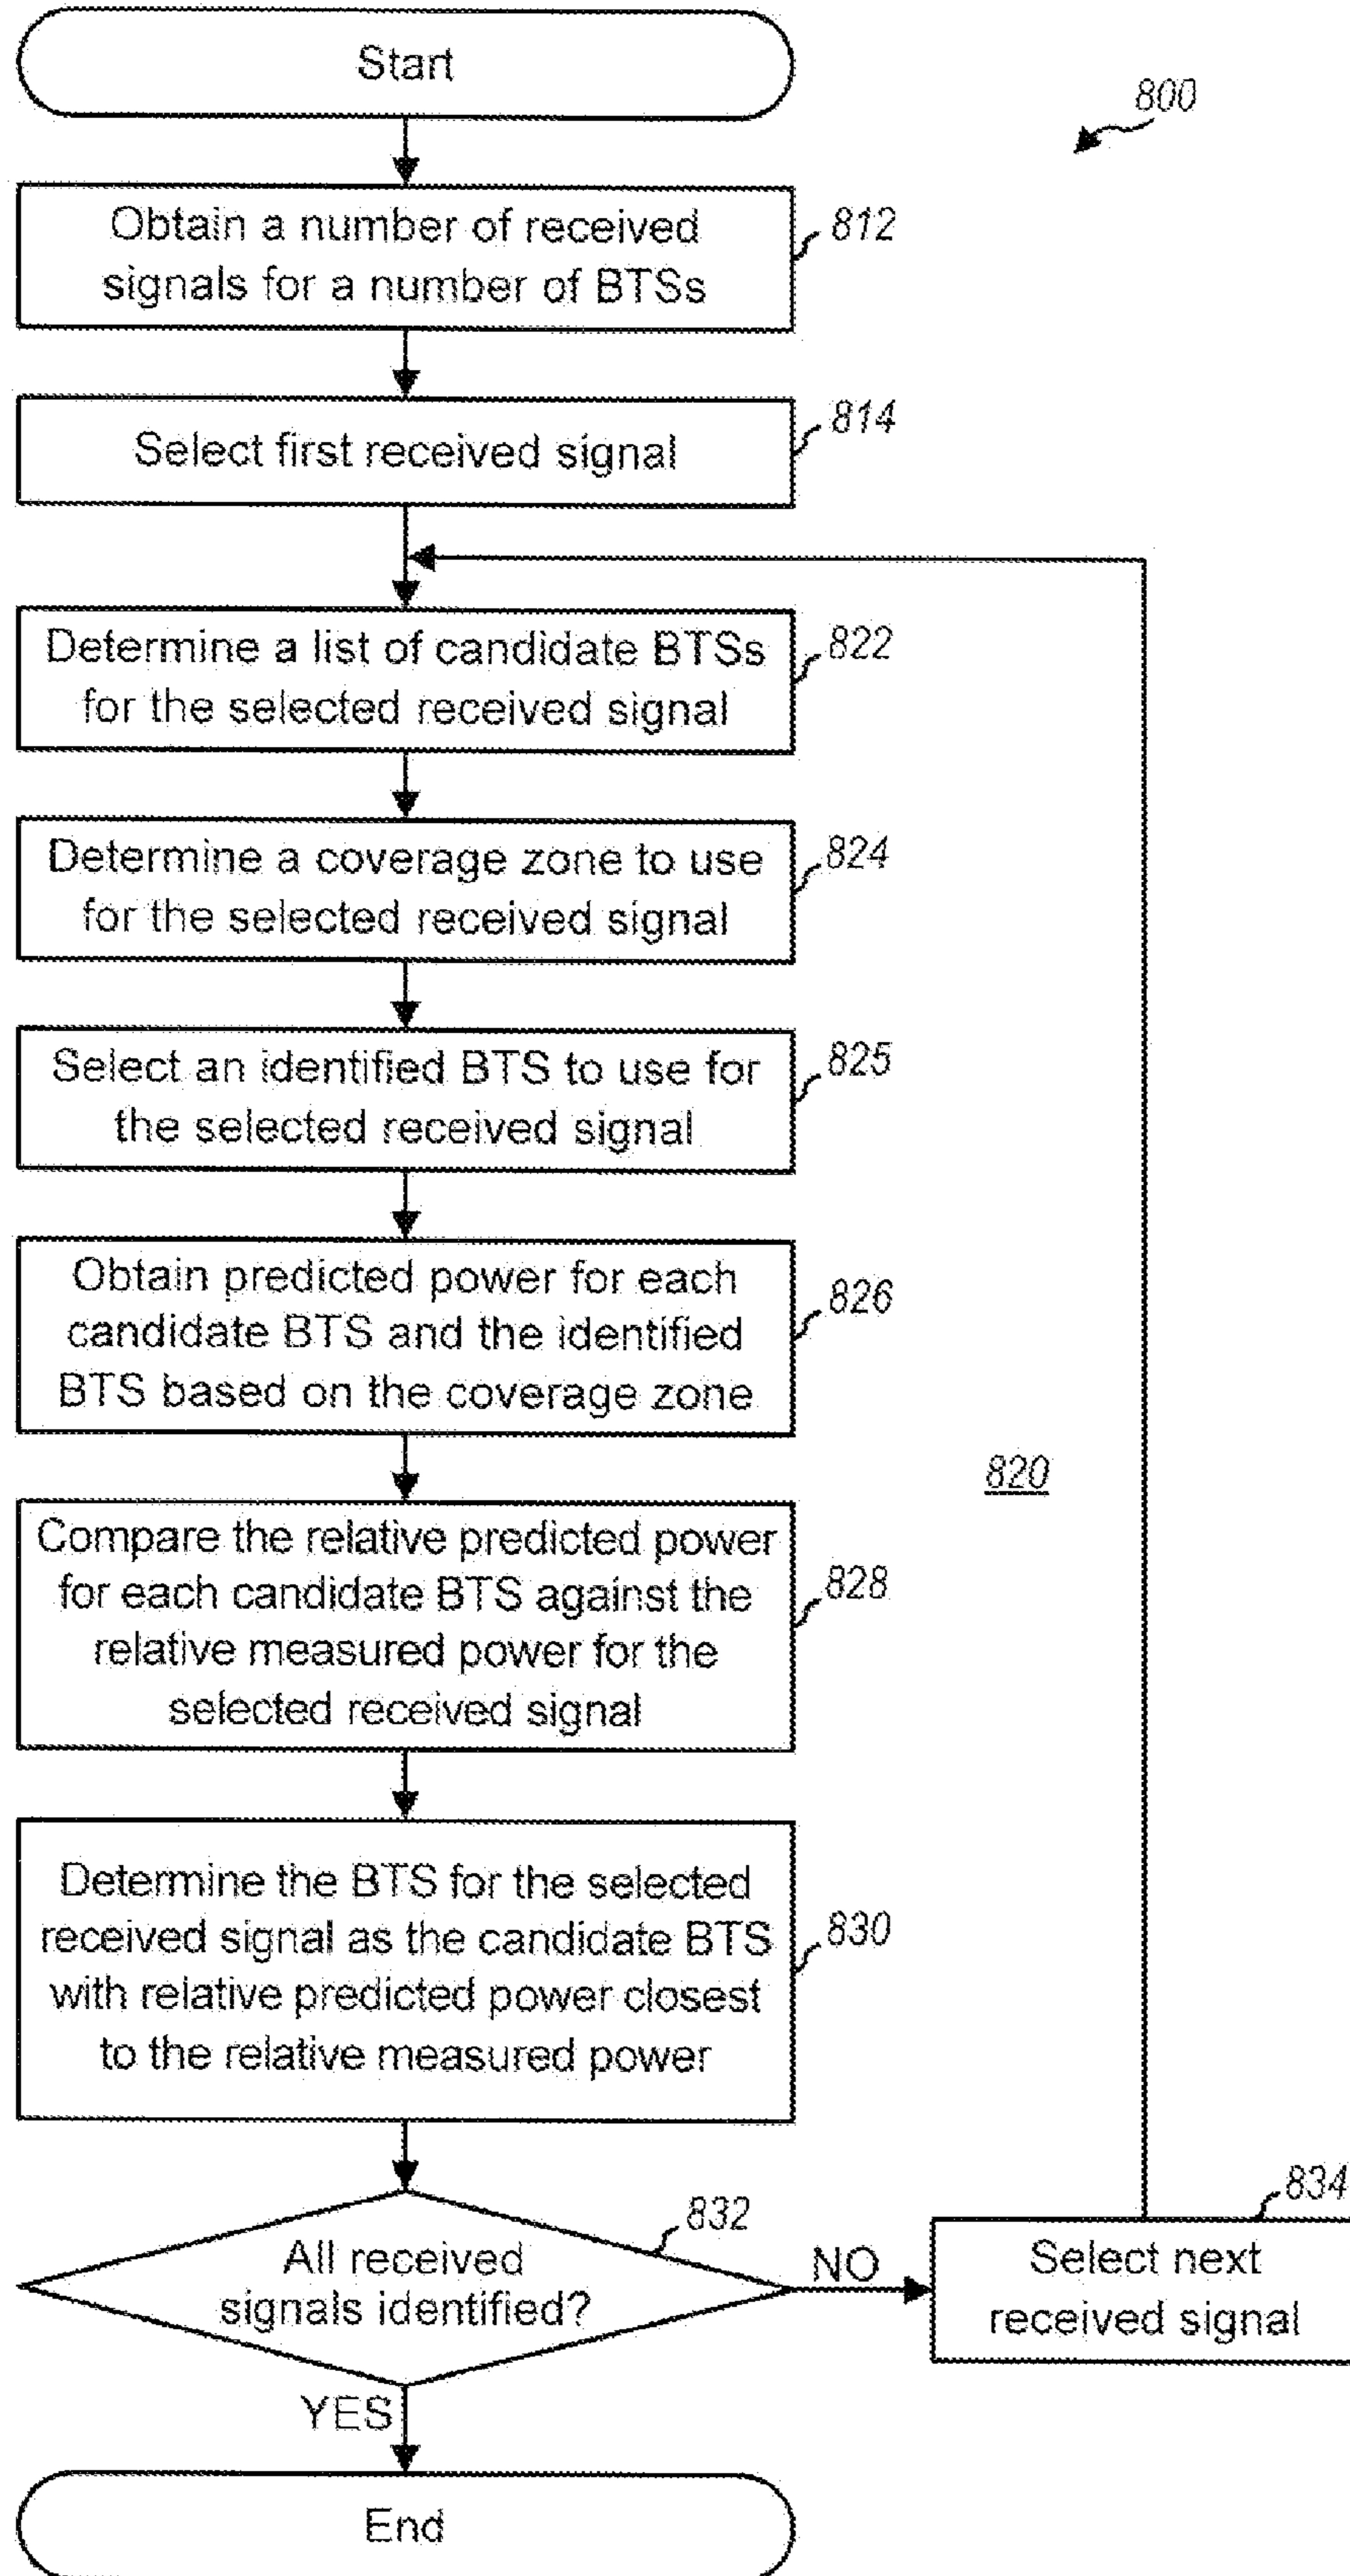 Start
800
Obtain a number of received
signals for a number of BTSs
812
Select first received signal
814
Determine a list of candidate BTSs
for the selected received signal
822
Determine a coverage zone to use
for the selected received signal
824
Select an identified BTS to use for
the selected received signal
825
Obtain predicted power for each
candidate BTS and the identified
BTS based on the coverage zone
826
820
Compare the relative predicted power
for each candidate BTS against the
relative measured power for the
selected received signal
828
Determine the BTS for the selected
received signal as the candidate BTS
with relative predicted power closest
to the relative measured power
830
All received
signals identified?
832
NO
Select next
received signal
834
YES
End